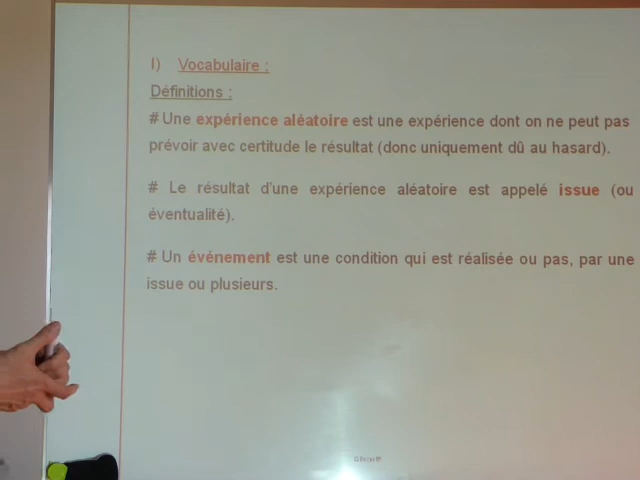 I) Vocabulaire :
Définitions :
# Une expérience aléatoire est une expérience dont on ne peut pas
prévoir avec certitude le résultat (donc uniquement dû au hasard).
# Le résultat d'une expérience aléatoire est appelé issue (ou
éventualité).
# Un événement est une condition qui est réalisée ou pas, par une
issue ou plusieurs.